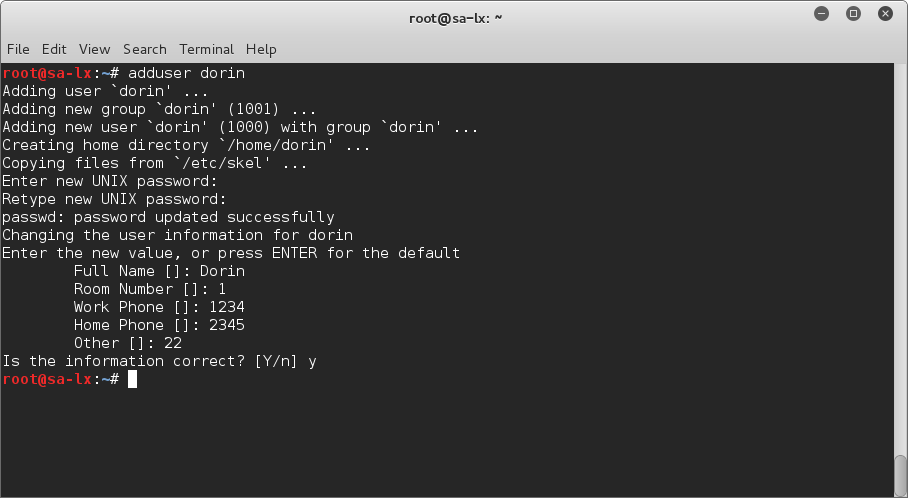 root@sa-lx: ~
File Edit View Search Terminal Help
root@sa-lx:~# adduser dorin
Adding user `dorin' ...
Adding new group `dorin' (1001) ...
Adding new user `dorin' (1000) with group `dorin' ...
Creating home directory `/home/dorin' ...
Copying files from `/etc/skel' ...
Enter new UNIX password:
Retype new UNIX password:
passwd: password updated successfully
Changing the user information for dorin
Enter the new value, or press ENTER for the default
        Full Name []: Dorin
        Room Number []: 1
        Work Phone []: 1234
        Home Phone []: 2345
        Other []: 22
Is the information correct? [Y/n] y
root@sa-lx:~#